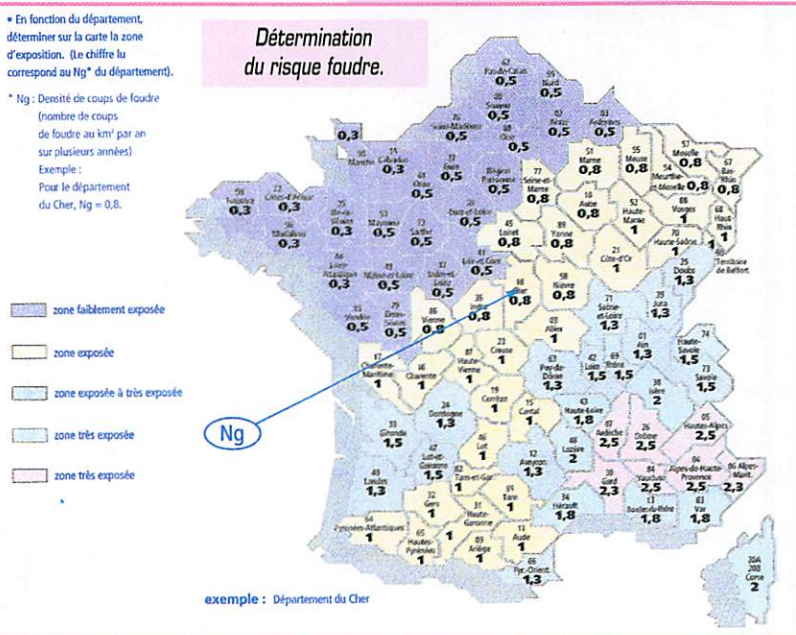 • En fonction du département,
déterminer sur la carte la zone
d'exposition. (Le chiffre lu
correspond au Ng* du département).
* Ng : Densité de coups de foudre
(nombre de coups
de foudre au km² par an
sur plusieurs années)
Exemple :
Pour le département
du Cher, Ng = 0,8.
Détermination
du risque foudre.
zone faiblement exposée
zone exposée
zone exposée à très exposée
zone très exposée
zone très exposée
Ng
62
Pas-de-Calais
0,5
59
Nord
0,5
80
Somme
0,5
76
Seine-Maritime
0,5
60
Oise
0,5
02
Aisne
0,5
08
Ardennes
0,5
0,3
50
Manche
14
Calvados
0,3
27
Eure
0,5
61
Orne
0,5
Région
Parisienne
0,5
77
Seine-et
Marne
0,8
51
Marne
0,8
55
Meuse
0,8
57
Moselle
0,8
54
Meurthe-
et-Moselle
0,8
67
Bas-
Rhin
0,8
29
Finistère
0,3
22
Côtes-d'Armor
0,3
56
Morbihan
0,3
35
Ille-et-
Vilaine
0,3
53
Mayenne
0,5
72
Sarthe
0,5
28
Eure-et-Loire
0,5
45
Loiret
0,8
89
Yonne
0,8
10
Aube
0,8
52
Haute-
Marne
1
88
Vosges
1
68
Haut-
Rhin
1
70
Haute-Saône
1
1
90
Territoire
de Belfort
44
Loire-
Atlantique
0,3
49
Maine-et-Loire
0,5
37
Indre-et-
Loire
0,5
41
Loir-et-Cher
0,5
18
Cher
0,8
58
Nièvre
0,8
21
Côte-d'Or
1
25
Doubs
1,3
39
Jura
1,3
85
Vendée
0,5
79
Deux-
Sèvres
0,5
86
Vienne
0,8
36
Indre
0,8
03
Allier
1
71
Saône-
et-Loire
1,3
01
Ain
1,3
74
Haute-
Savoie
1,5
17
Charente-
Maritime
1
16
Charente
1
87
Haute-
Vienne
1
23
Creuse
1
63
Puy-de-
Dôme
1,3
42
Loire
1,5
69
Rhône
1,5
73
Savoie
1,5
38
Isère
2
19
Corrèze
1
15
Cantal
1
43
Haute-Loire
1,8
24
Dordogne
1,3
33
Gironde
1,5
47
Lot-et-
Garonne
1,5
46
Lot
1
12
Aveyron
1,3
48
Lozère
2
07
Ardèche
2,5
26
Drôme
2,5
05
Hautes-Alpes
2,5
40
Landes
1,3
82
Tarn-et-Gar.
1
81
Tarn
1
30
Gard
2,3
84
Vaucluse
2,5
04
Alpes-de-Haute-
Provence
2,5
06 Alpes-
Marit.
2,3
32
Gers
1
31
Haute-
Garonne
1
34
Hérault
1,8
13
Bouches-du-Rhône
1,8
83
Var
1,8
64
Pyrénées-Atlantiques
1
65
Hautes-
Pyrénées
1
1
09
Ariège
1
11
Aude
1
66
Pyr.-Orient.
1,3
20A
20B
Corse
2
exemple : Département du Cher